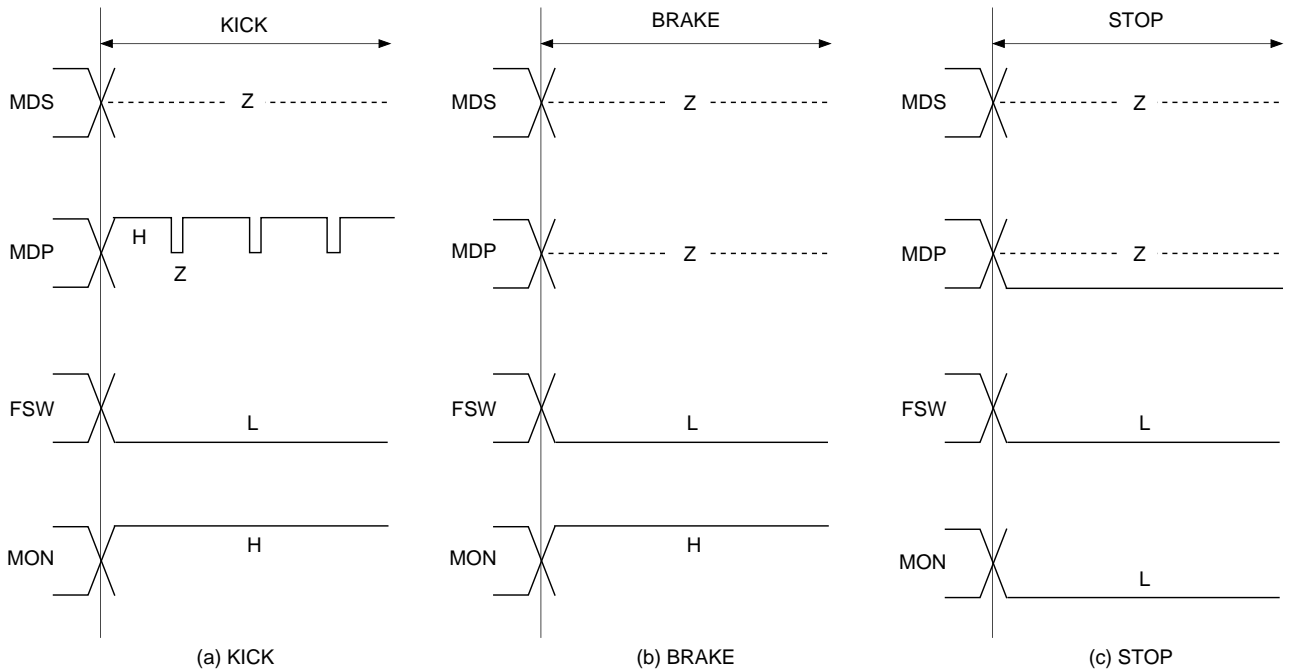 KICK
MDS
Z
MDP
H
Z
FSW
L
MON
H
(a) KICK
BRAKE
MDS
Z
MDP
Z
FSW
L
MON
H
(b) BRAKE
STOP
MDS
Z
MDP
Z
FSW
L
MON
L
(c) STOP